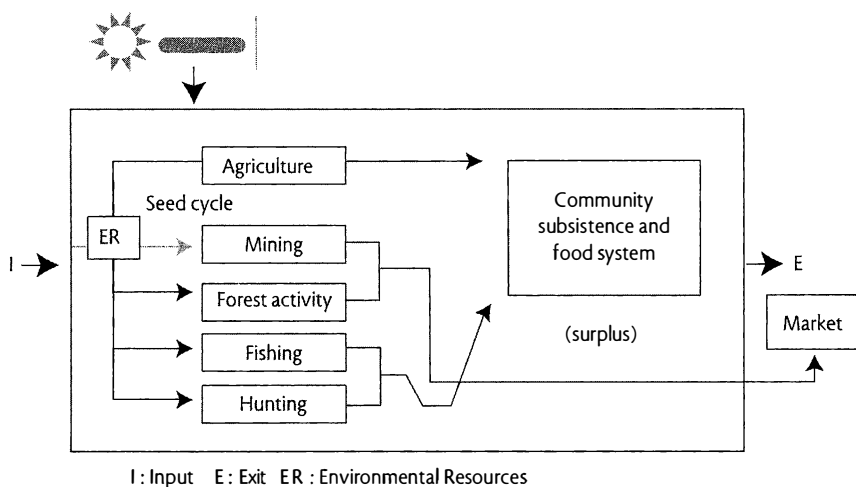 Agriculture
Seed cycle
ER
Mining
Forest activity
Fishing
Hunting
Community
subsistence and
food system
(surplus)
I
E
Market
I : Input E : Exit ER : Environmental Resources